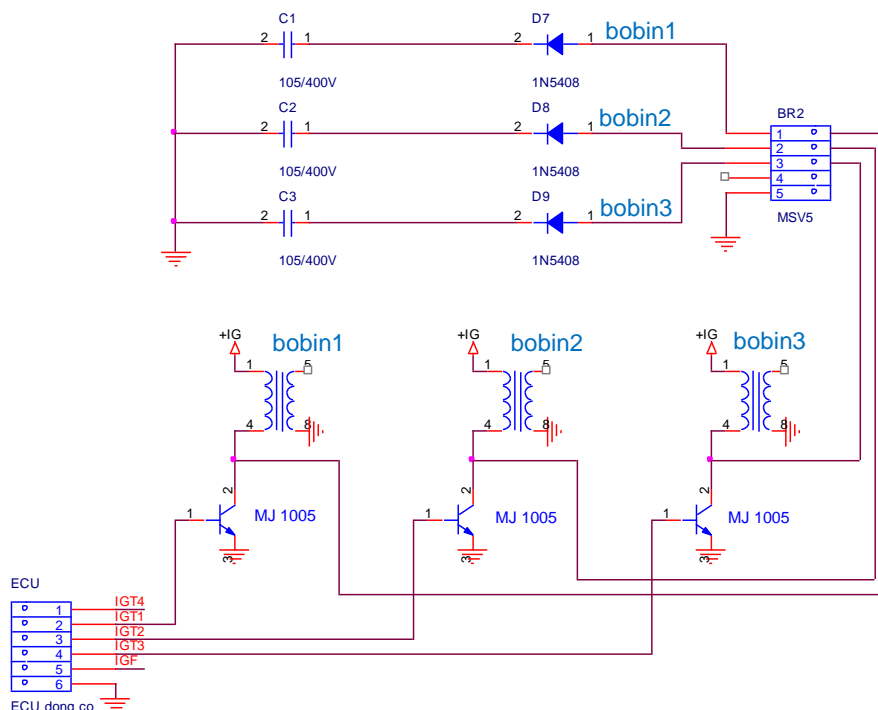 C1 D7
2 1 2 1 bobin1
105/400V 1N5408
C2 D8 BR2
2 1 2 1 bobin2 1
2
105/400V 1N5408 3
4
C3 D9 5
2 1 2 1 bobin3 MSV5
105/400V 1N5408
+IG bobin1 +IG bobin2 +IG bobin3
1 5 1 5 1 5
4 8 4 8 4 8
2 2 2
1 MJ 1005 1 MJ 1005 1 MJ 1005
3 3 3
ECU
1 IGT4
2 IGT1
3 IGT2
4 IGT3
5 IGF
6
ECU dong co